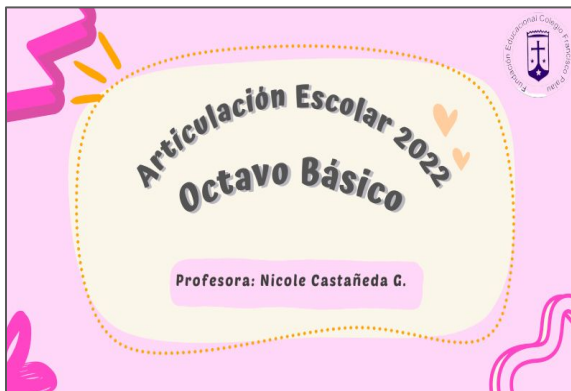 Fundación Educacional Colegio Francisco Palau
Articulación Escolar 2022
Octavo Básico
Profesora: Nicole Castañeda G.